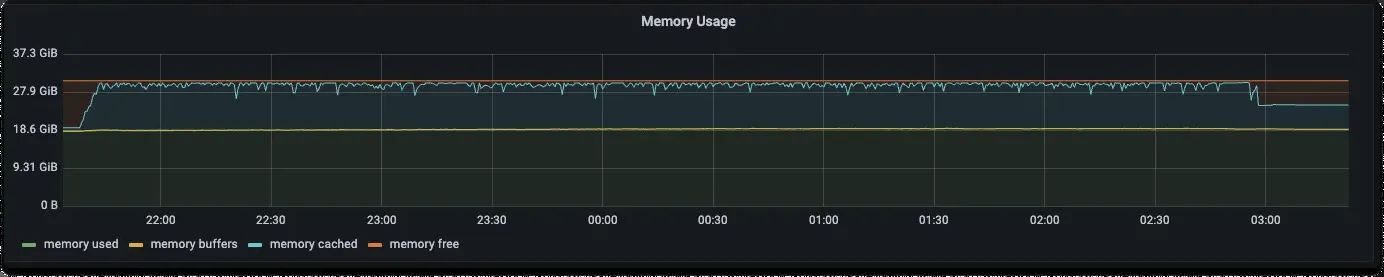 Memory Usage
37.3 GiB
27.9 GiB
18.6 GiB
9.31 GiB
0 B
22:00 22:30 23:00 23:30 00:00 00:30 01:00 01:30 02:00 02:30 03:00
memory used memory buffers memory cached memory free